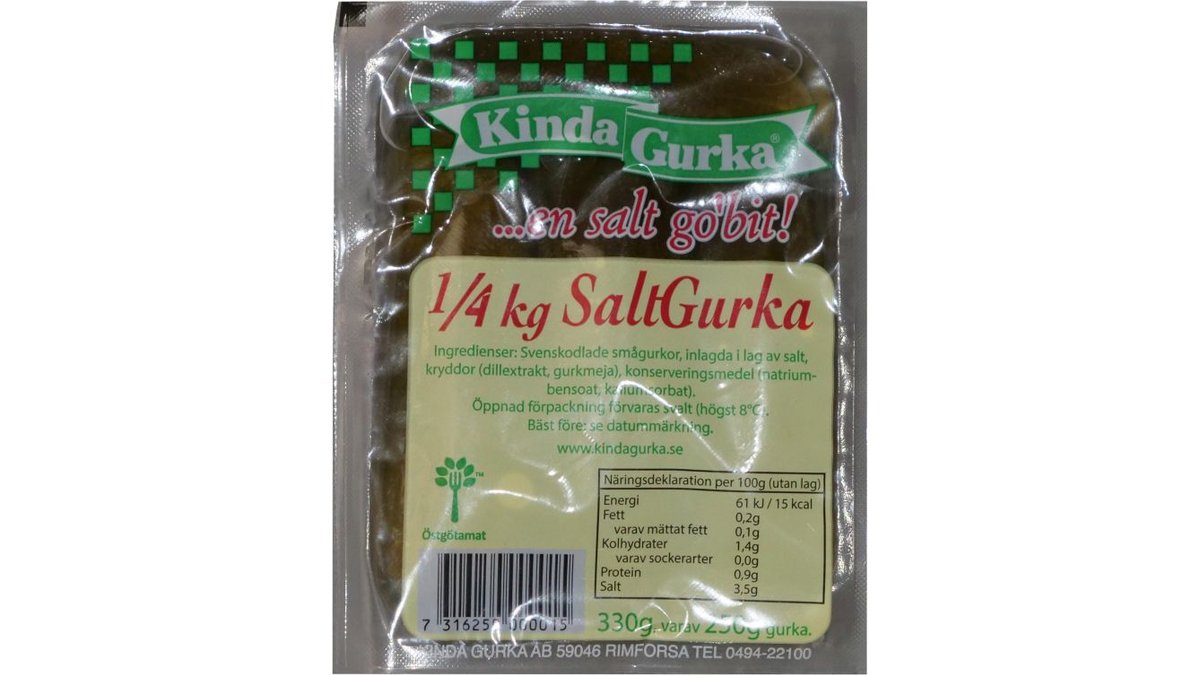 Kinda Gurka®
...en salt go'bit!
1/4 kg SaltGurka
Ingredienser: Svenskodlade smågurkor, inlagda i lag av salt,
kryddor (dillextrakt, gurkmeja), konserveringsmedel (natrium-
bensoat, kaliumsorbat).
Öppnad förpackning förvaras svalt (högst 8°C).
Bäst före: se datummärkning.
www.kindagurka.se
TM
Östgötamat
Näringsdeklaration per 100g (utan lag)
Energi 61 kJ / 15 kcal
Fett 0,2g
varav mättat fett 0,1g
Kolhydrater 1,4g
varav sockerarter 0,0g
Protein 0,9g
Salt 3,5g
7 316250 000015
330g. varav 250g gurka.
KINDA GURKA AB 59046 RIMFORSA TEL 0494-22100